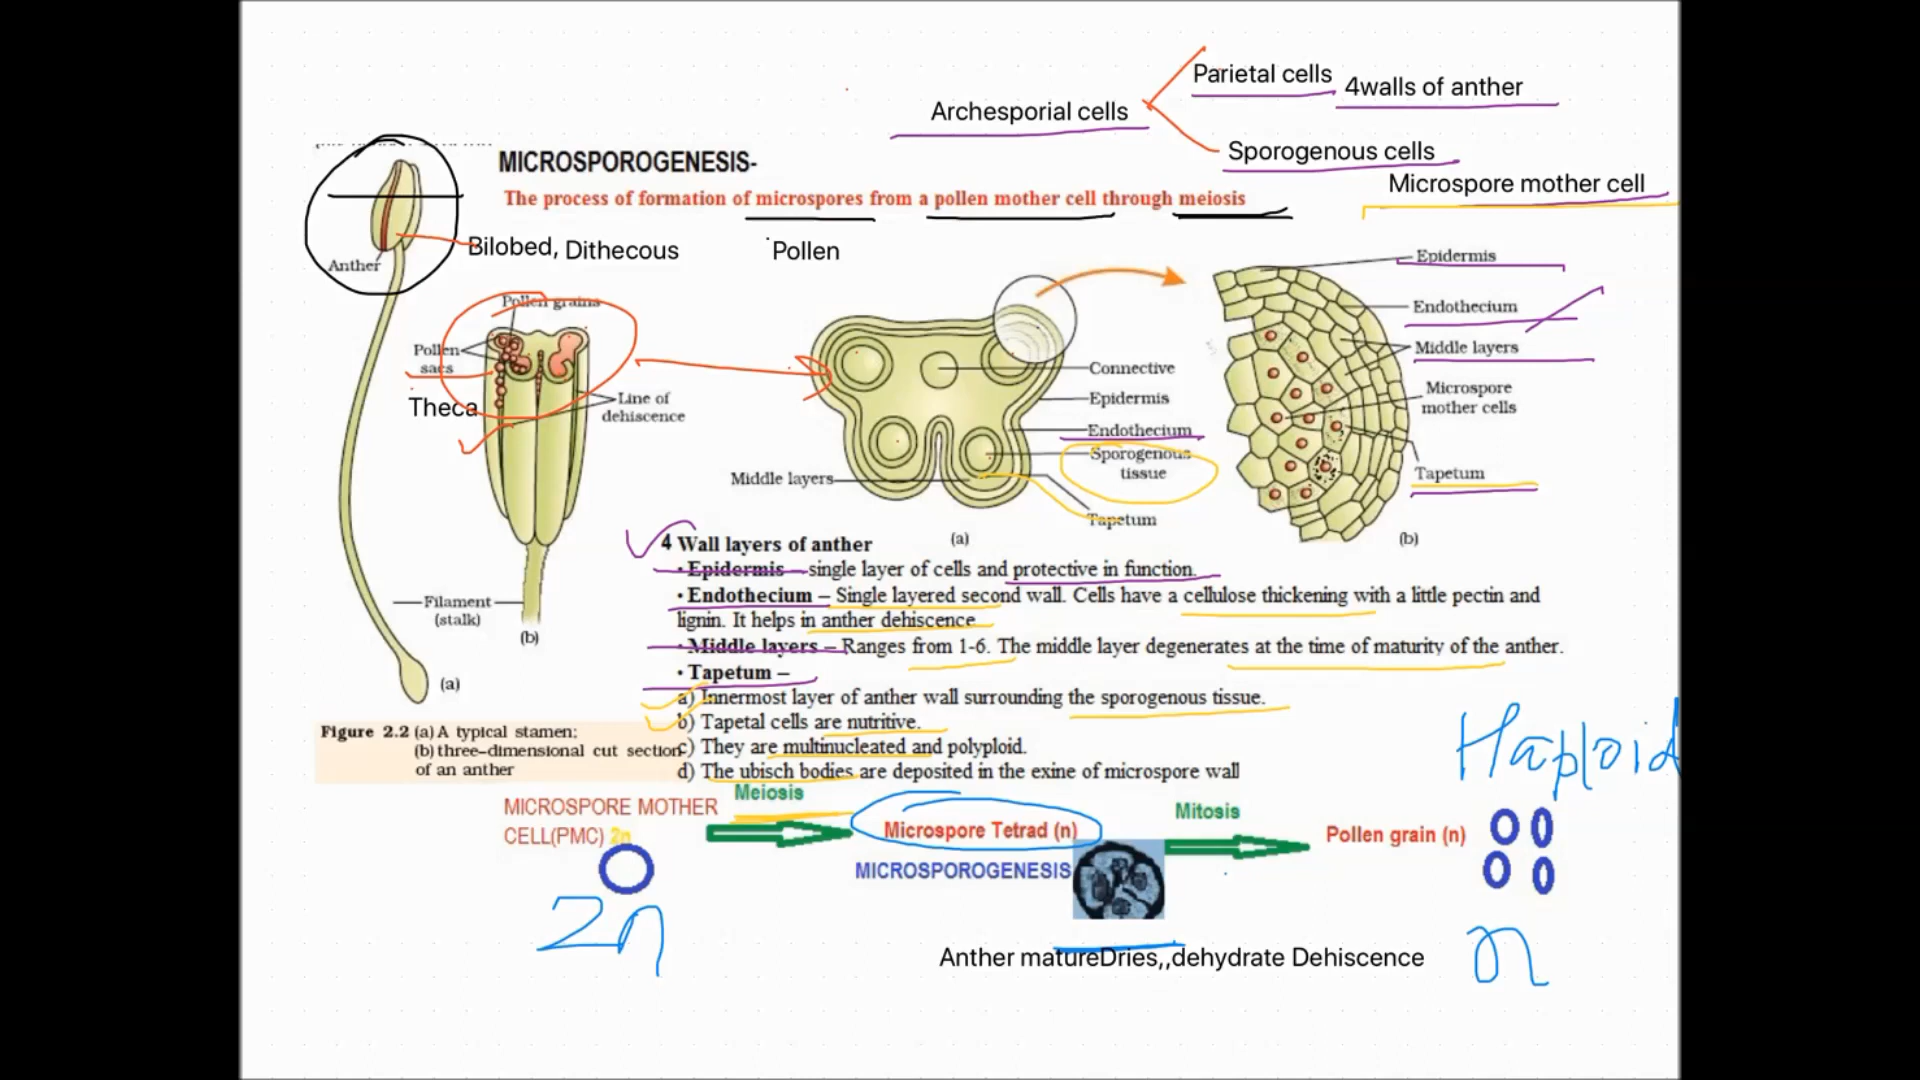 Parietal cells
4walls of anther
Archesporial cells
Sporogenous cells
Microspore mother cell
MICROSPOROGENESIS-
The process of formation of microspores from a pollen mother cell through meiosis
Bilobed, Dithecous
Pollen
Anther
Pollen grains
Pollen
sacs
Theca
Line of
dehiscence
Filament
(stalk)
(b)
(a)
Connective
Epidermis
Endothecium
Sporogenous
tissue
Middle layers
Tapetum
(a)
Epidermis
Endothecium
Middle layers
Microspore
mother cells
Tapetum
(b)
4 Wall layers of anther
• Epidermis – single layer of cells and protective in function.
• Endothecium – Single layered second wall. Cells have a cellulose thickening with a little pectin and
lignin. It helps in anther dehiscence
• Middle layers – Ranges from 1-6. The middle layer degenerates at the time of maturity of the anther.
• Tapetum –
a) Innermost layer of anther wall surrounding the sporogenous tissue.
b) Tapetal cells are nutritive.
c) They are multinucleated and polyploid.
d) The ubisch bodies are deposited in the exine of microspore wall
Figure 2.2 (a) A typical stamen;
(b) three-dimensional cut section
of an anther
Haploid
MICROSPORE MOTHER
CELL(PMC) 2n
Meiosis
Microspore Tetrad (n)
MICROSPOROGENESIS
Mitosis
Pollen grain (n)
2n
n
Anther matureDries,,dehydrate Dehiscence